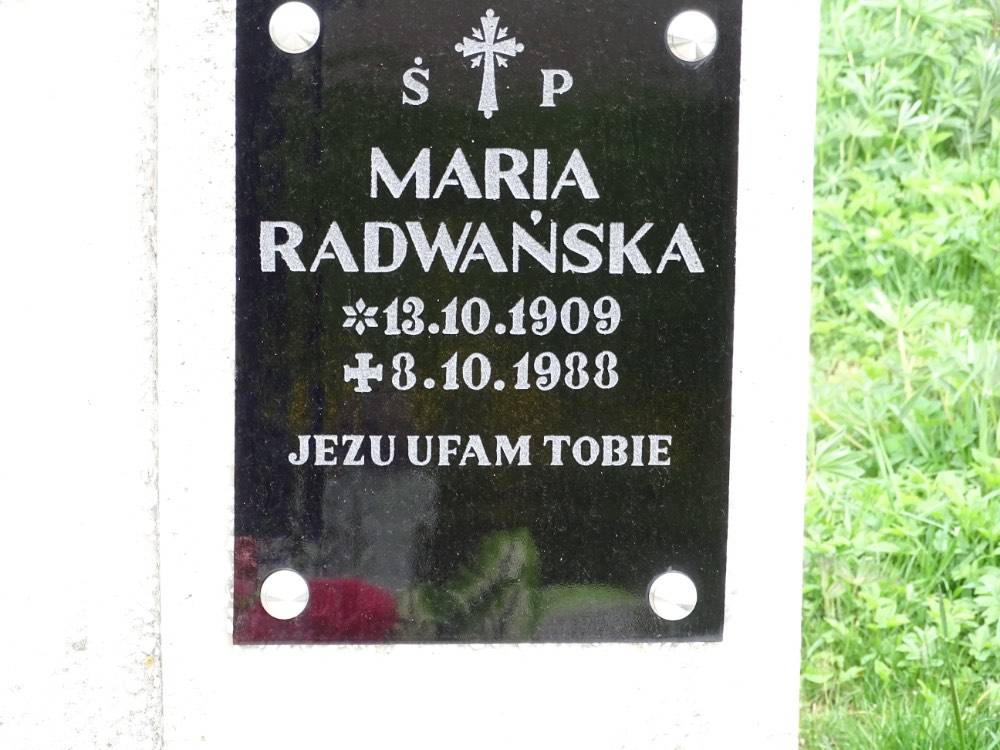 Ś P
MARIA
RADWAŃSKA
*13.10.1909
✠8.10.1988
JEZU UFAM TOBIE